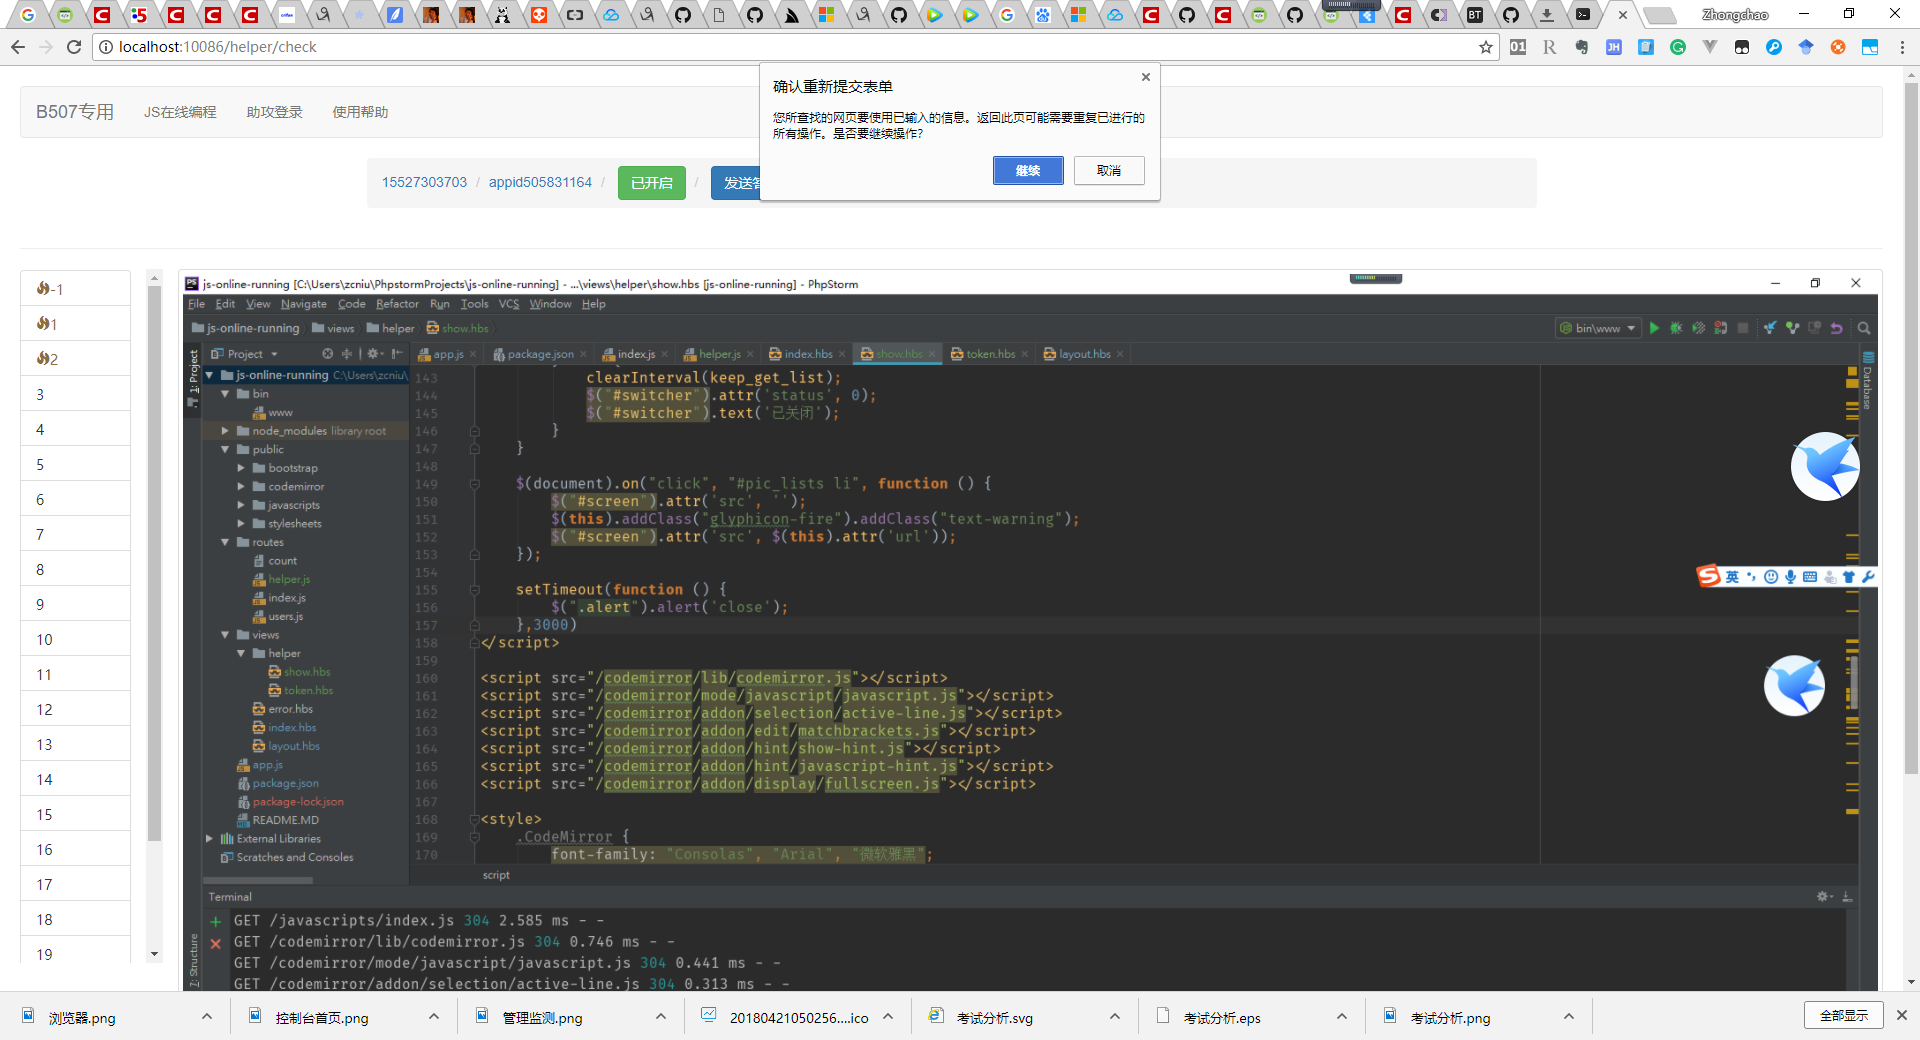 Zhongchao
localhost:10086/helper/check
确认重新提交表单
您所查找的网页要使用已输入的信息。返回此页可能需要重复已进行的
所有操作。是否要继续操作?
继续 取消
B507专用 JS在线编程 助攻登录 使用帮助
15527303703 / appid505831164 / 已开启 / 发送答
-1
1
2
3
4
5
6
7
8
9
10
11
12
13
14
15
16
17
18
19
js-online-running [C:\Users\zcniu\PhpstormProjects\js-online-running] - ...\views\helper\show.hbs [js-online-running] - PhpStorm
File Edit View Navigate Code Refactor Run Tools VCS Window Help
js-online-running views helper show.hbs
bin\www
Project
app.js package.json index.js helper.js index.hbs show.hbs token.hbs layout.hbs
1: Project
Database
js-online-running C:\Users\zcniu\
bin
www
node_modules library root
public
bootstrap
codemirror
javascripts
stylesheets
routes
count
helper.js
index.js
users.js
views
helper
show.hbs
token.hbs
error.hbs
index.hbs
layout.hbs
app.js
package.json
package-lock.json
README.MD
External Libraries
Scratches and Consoles
143 clearInterval(keep_get_list);
144 $("#switcher").attr('status', 0);
145 $("#switcher").text('已关闭');
146 }
147 }
148
149 $(document).on("click", "#pic_lists li", function () {
150 $("#screen").attr('src', '');
151 $(this).addClass("glyphicon-fire").addClass("text-warning");
152 $("#screen").attr('src', $(this).attr('url'));
153 });
154
155 setTimeout(function () {
156 $(".alert").alert('close');
157 },3000)
158 </script>
159
160 <script src="/codemirror/lib/codemirror.js"></script>
161 <script src="/codemirror/mode/javascript/javascript.js"></script>
162 <script src="/codemirror/addon/selection/active-line.js"></script>
163 <script src="/codemirror/addon/edit/matchbrackets.js"></script>
164 <script src="/codemirror/addon/hint/show-hint.js"></script>
165 <script src="/codemirror/addon/hint/javascript-hint.js"></script>
166 <script src="/codemirror/addon/display/fullscreen.js"></script>
167
168 <style>
169 .CodeMirror {
170 font-family: "Consolas", "Arial", "微软雅黑";
script
英
Terminal
Z: Structure
GET /javascripts/index.js 304 2.585 ms - -
GET /codemirror/lib/codemirror.js 304 0.746 ms - -
GET /codemirror/mode/javascript/javascript.js 304 0.441 ms - -
GET /codemirror/addon/selection/active-line.js 304 0.313 ms - -
浏览器.png 控制台首页.png 管理监测.png 20180421050256....ico 考试分析.svg 考试分析.eps 考试分析.png 全部显示